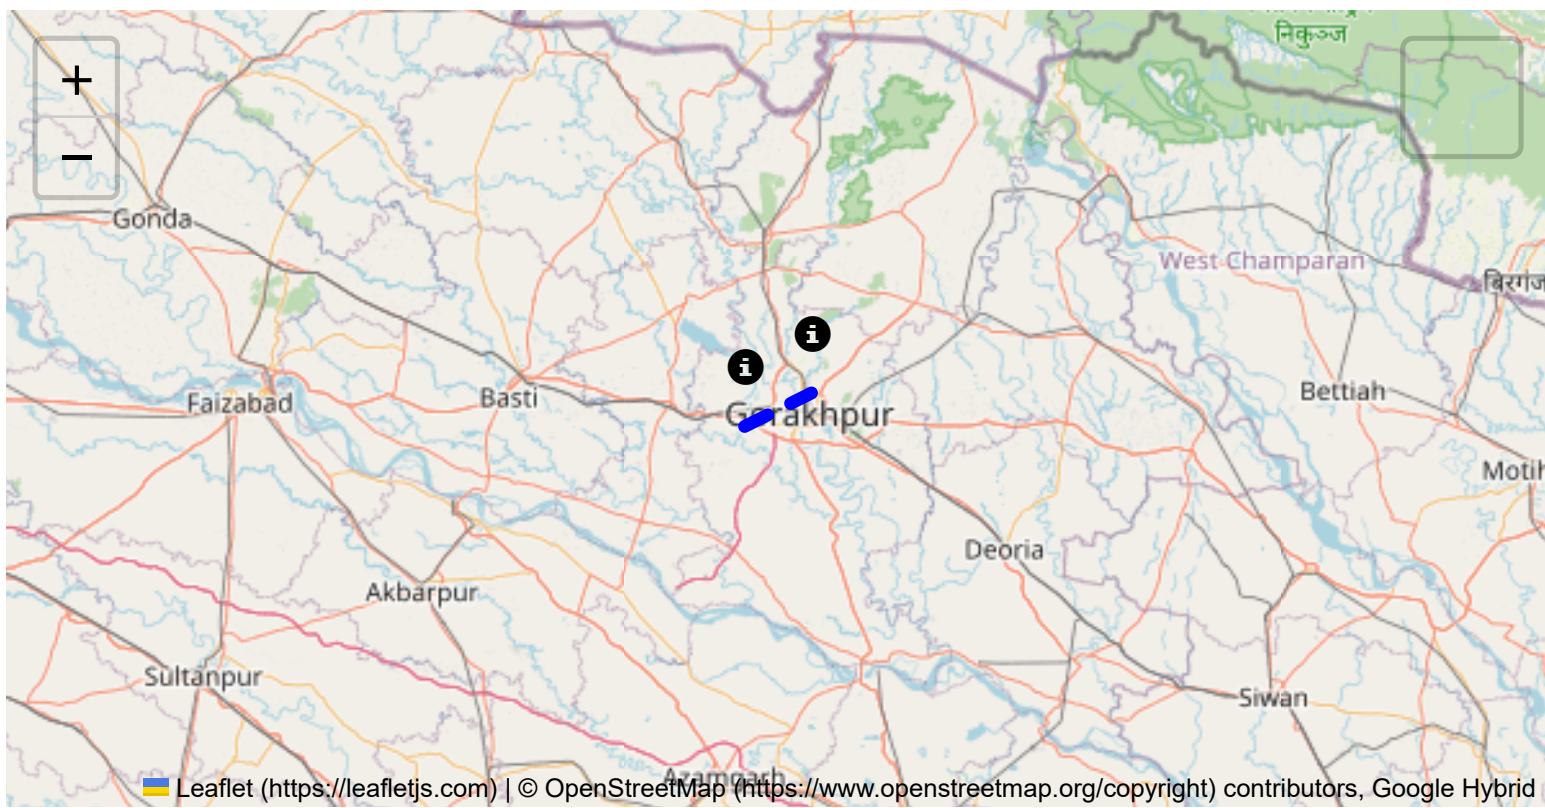 निकुञ्ज
+
−
Gonda
West Champaran
i
i
Faizabad
Basti
Gorakhpur
Bettiah
Deoria
Akbarpur
Sultanpur
Siwan
Azamgarh
Leaflet (https://leafletjs.com) | © OpenStreetMap (https://www.openstreetmap.org/copyright) contributors, Google Hybrid